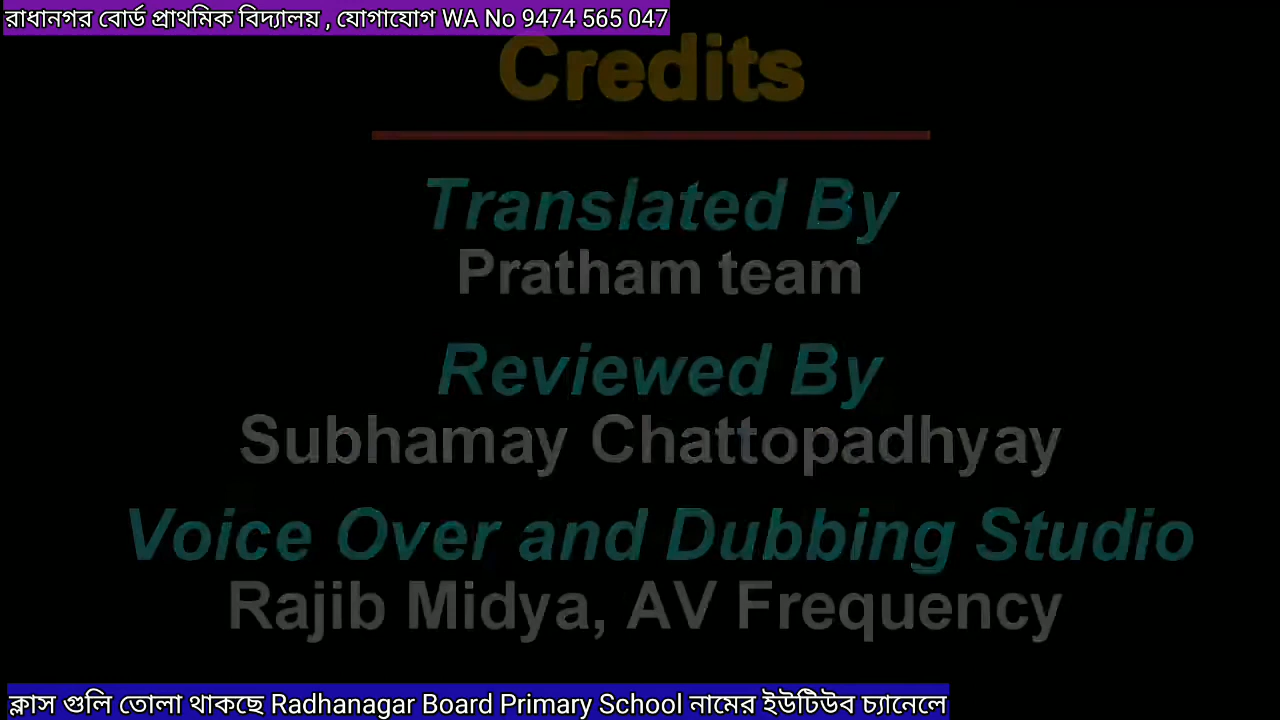 রাধানগর বোর্ড প্রাথমিক বিদ্যালয় , যোগাযোগ WA No 9474 565 047
Credits
Translated By
Pratham team
Reviewed By
Subhamay Chattopadhyay
Voice Over and Dubbing Studio
Rajib Midya, AV Frequency
ক্লাস গুলি তোলা থাকছে Radhanagar Board Primary School নামের ইউটিউব চ্যানেলে